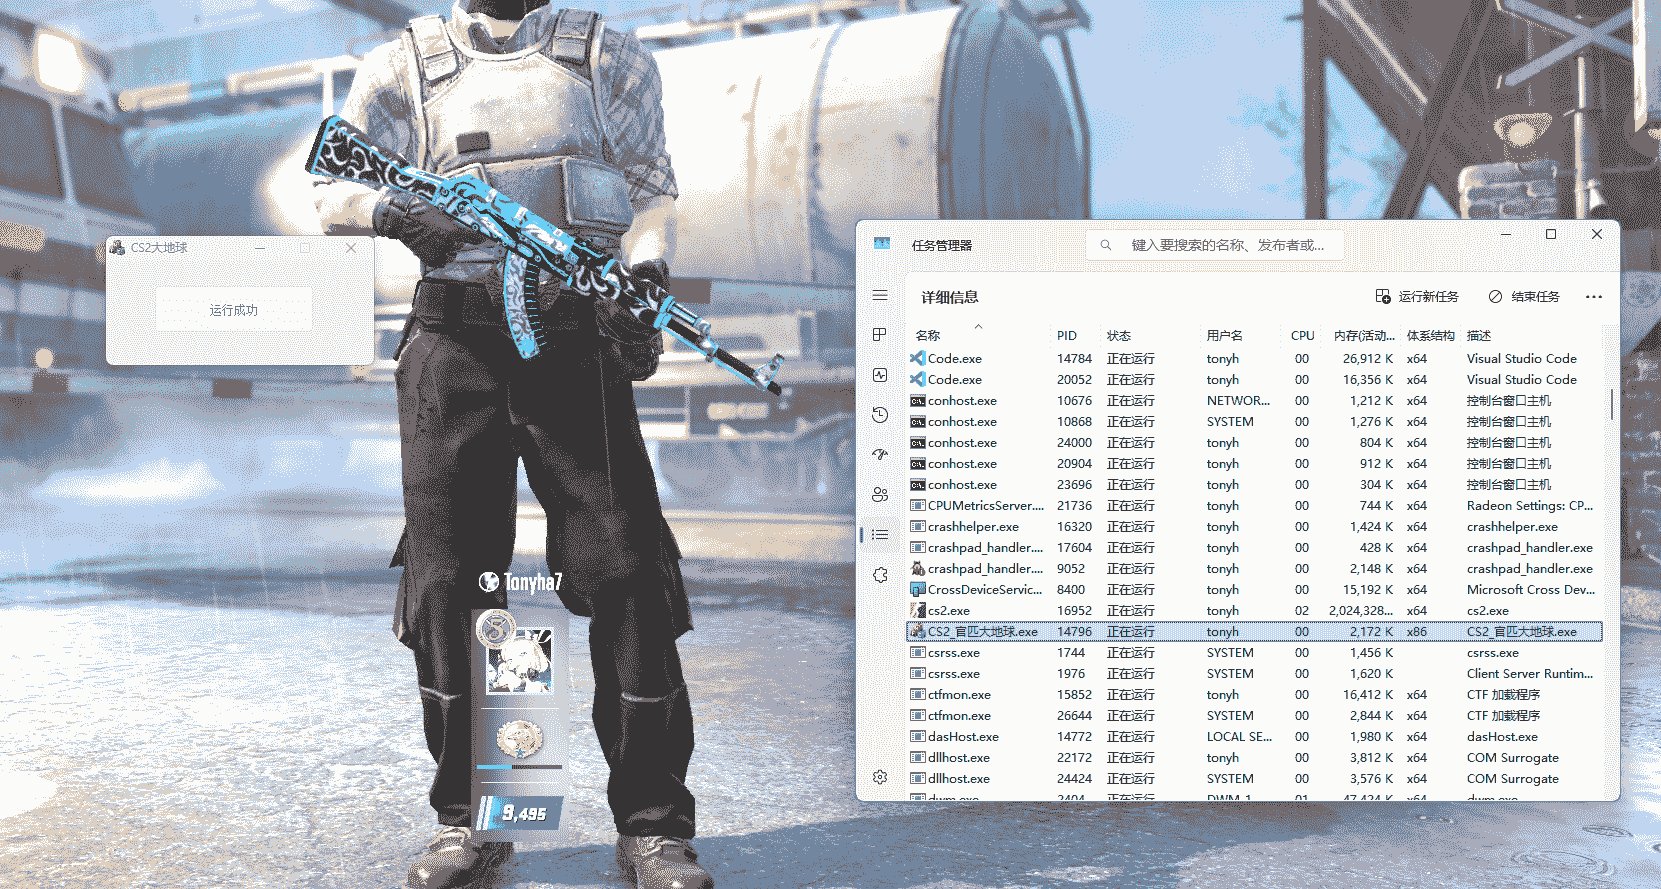 CS2大地球
运行成功
Tonyha7
5
9,495
任务管理器
键入要搜索的名称、发布者或...
详细信息
运行新任务
结束任务
名称 PID 状态 用户名 CPU 内存(活动... 体系结构 描述
Code.exe 14784 正在运行 tonyh 00 26,912 K x64 Visual Studio Code
Code.exe 20052 正在运行 tonyh 00 16,356 K x64 Visual Studio Code
conhost.exe 10676 正在运行 NETWOR... 00 1,212 K x64 控制台窗口主机
conhost.exe 10868 正在运行 SYSTEM 00 1,276 K x64 控制台窗口主机
conhost.exe 24000 正在运行 tonyh 00 804 K x64 控制台窗口主机
conhost.exe 20904 正在运行 tonyh 00 912 K x64 控制台窗口主机
conhost.exe 23696 正在运行 tonyh 00 304 K x64 控制台窗口主机
CPUMetricsServer.... 21736 正在运行 tonyh 00 744 K x64 Radeon Settings: CP...
crashhelper.exe 16320 正在运行 tonyh 00 1,424 K x64 crashhelper.exe
crashpad_handler.... 17604 正在运行 tonyh 00 428 K x64 crashpad_handler.exe
crashpad_handler.... 9052 正在运行 tonyh 00 2,148 K x64 crashpad_handler.exe
CrossDeviceServic... 8400 正在运行 tonyh 00 15,192 K x64 Microsoft Cross Dev...
cs2.exe 16952 正在运行 tonyh 02 2,024,328... x64 cs2.exe
CS2_官匹大地球.exe 14796 正在运行 tonyh 00 2,172 K x86 CS2_官匹大地球.exe
csrss.exe 1744 正在运行 SYSTEM 00 1,456 K x64 csrss.exe
csrss.exe 1976 正在运行 SYSTEM 00 1,620 K x64 Client Server Runtim...
ctfmon.exe 15852 正在运行 tonyh 00 16,412 K x64 CTF 加载程序
ctfmon.exe 26644 正在运行 SYSTEM 00 2,844 K x64 CTF 加载程序
dasHost.exe 14772 正在运行 LOCAL SE... 00 1,980 K x64 dasHost.exe
dllhost.exe 22172 正在运行 tonyh 00 3,812 K x64 COM Surrogate
dllhost.exe 24424 正在运行 SYSTEM 00 3,576 K x64 COM Surrogate
dwm.exe 2404 正在运行 DWM-1 01 47,424 K x64 dwm.exe